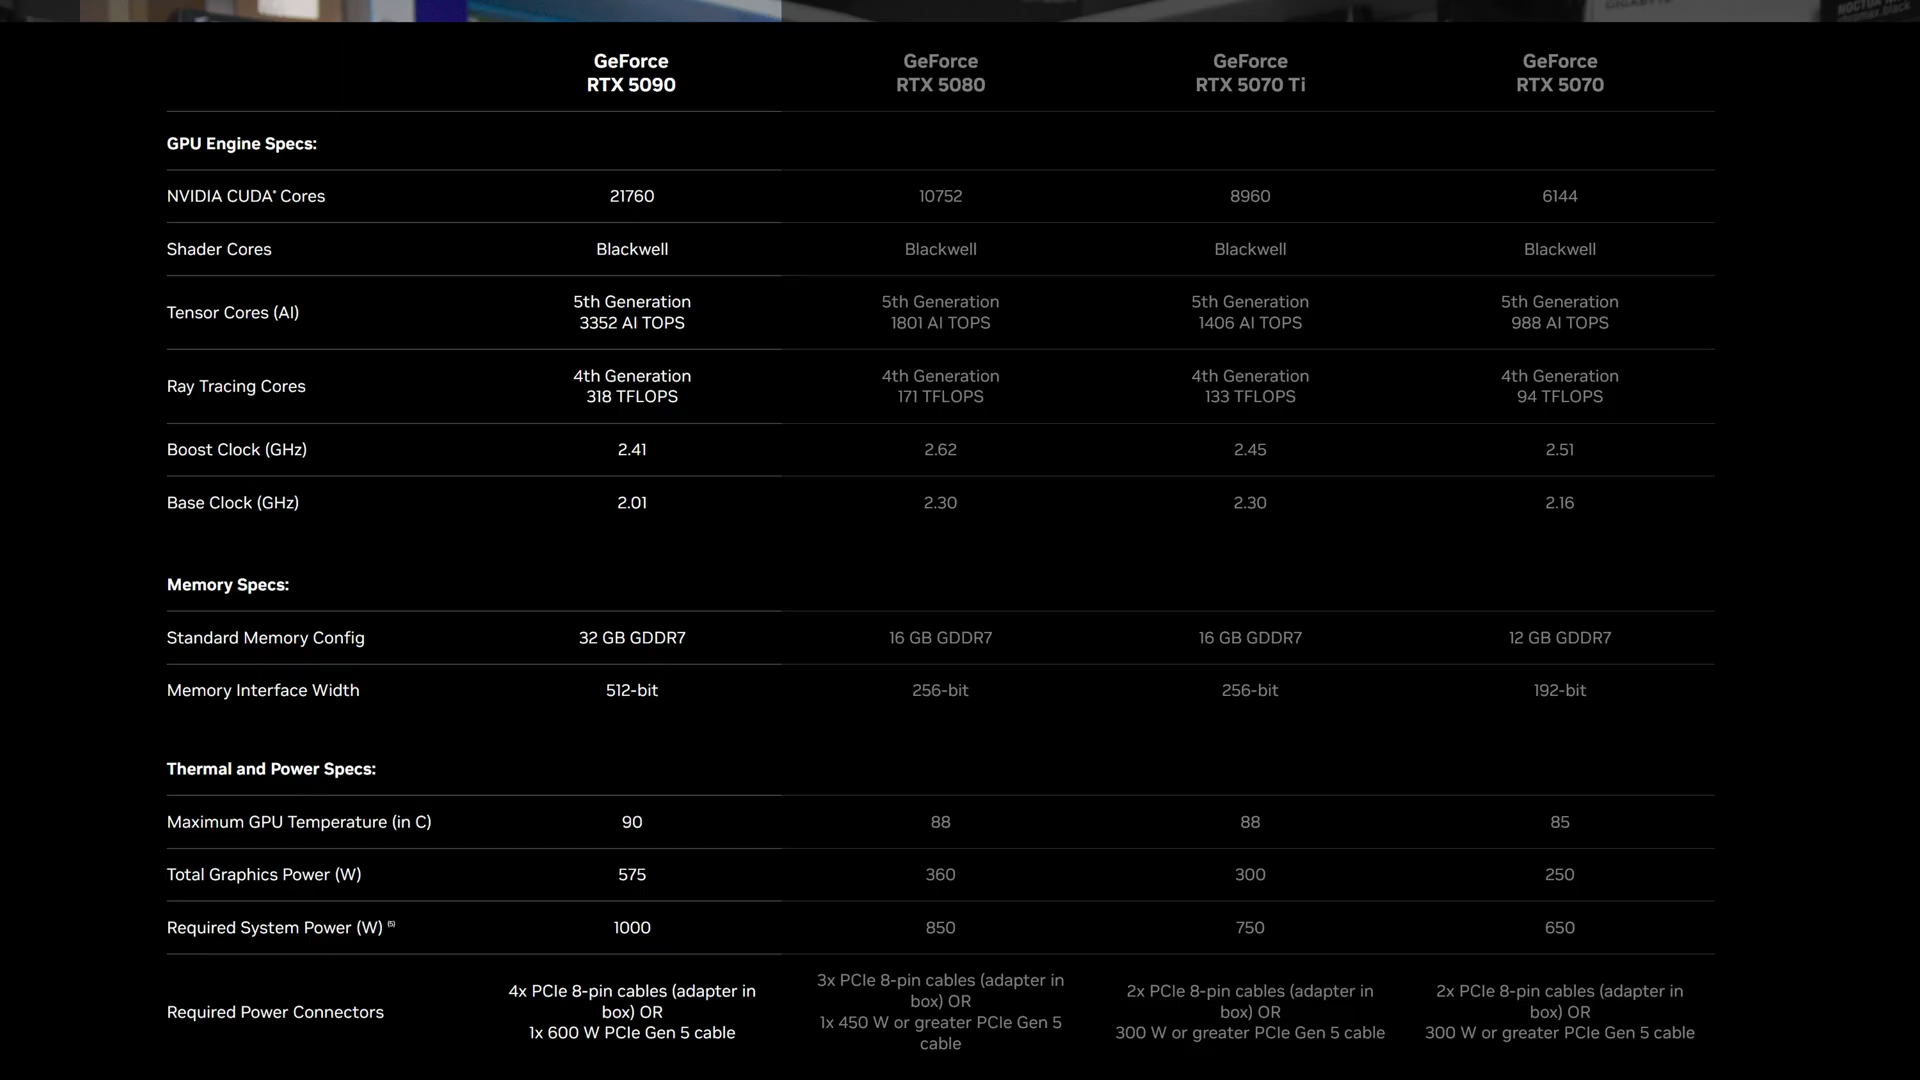 GIGABYTE
GeForce
RTX 5090
GeForce
RTX 5080
GeForce
RTX 5070 Ti
GeForce
RTX 5070
GPU Engine Specs:
NVIDIA CUDA® Cores 21760 10752 8960 6144
Shader Cores Blackwell Blackwell Blackwell Blackwell
Tensor Cores (AI)
5th Generation
3352 AI TOPS
5th Generation
1801 AI TOPS
5th Generation
1406 AI TOPS
5th Generation
988 AI TOPS
Ray Tracing Cores
4th Generation
318 TFLOPS
4th Generation
171 TFLOPS
4th Generation
133 TFLOPS
4th Generation
94 TFLOPS
Boost Clock (GHz) 2.41 2.62 2.45 2.51
Base Clock (GHz) 2.01 2.30 2.30 2.16
Memory Specs:
Standard Memory Config 32 GB GDDR7 16 GB GDDR7 16 GB GDDR7 12 GB GDDR7
Memory Interface Width 512-bit 256-bit 256-bit 192-bit
Thermal and Power Specs:
Maximum GPU Temperature (in C) 90 88 88 85
Total Graphics Power (W) 575 360 300 250
Required System Power (W) (5) 1000 850 750 650
Required Power Connectors
4x PCIe 8-pin cables (adapter in
box) OR
1x 600 W PCIe Gen 5 cable
3x PCIe 8-pin cables (adapter in
box) OR
1x 450 W or greater PCIe Gen 5
cable
2x PCIe 8-pin cables (adapter in
box) OR
300 W or greater PCIe Gen 5 cable
2x PCIe 8-pin cables (adapter in
box) OR
300 W or greater PCIe Gen 5 cable